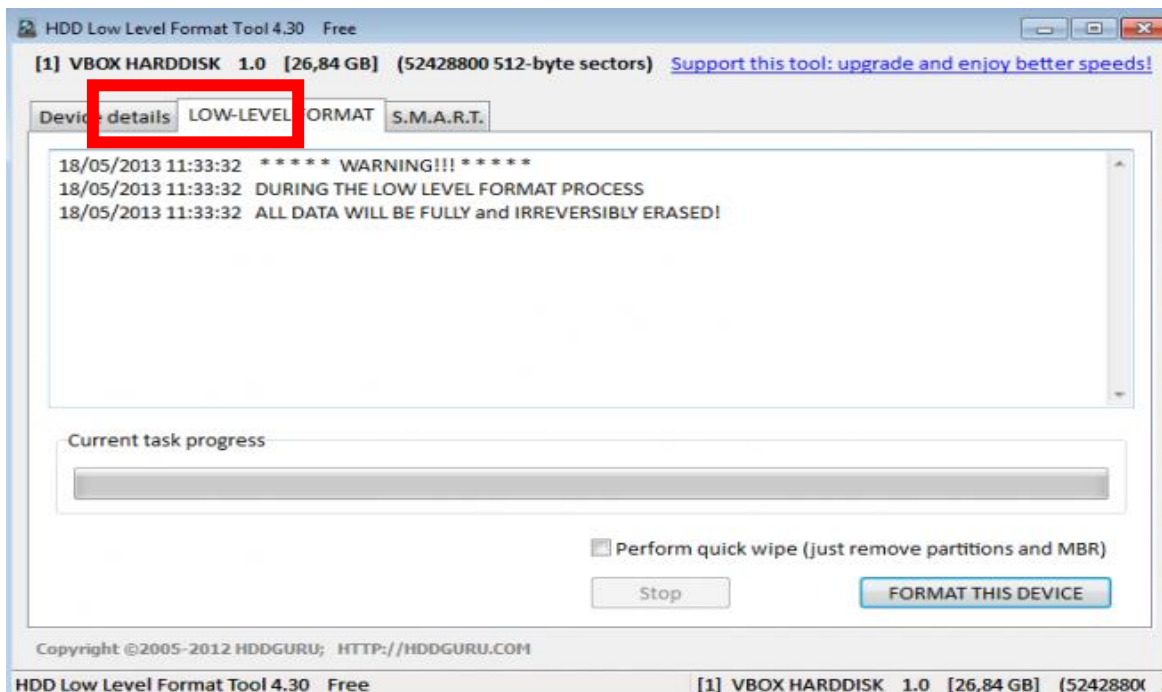 HDD Low Level Format Tool 4.30 Free
[1] VBOX HARDDISK 1.0 [26,84 GB] (52428800 512-byte sectors) Support this tool: upgrade and enjoy better speeds!
Device details LOW-LEVEL FORMAT S.M.A.R.T.
18/05/2013 11:33:32 * * * * * WARNING!!! * * * * *
18/05/2013 11:33:32 DURING THE LOW LEVEL FORMAT PROCESS
18/05/2013 11:33:32 ALL DATA WILL BE FULLY and IRREVERSIBLY ERASED!
Current task progress
Perform quick wipe (just remove partitions and MBR)
Stop FORMAT THIS DEVICE
Copyright ©2005-2012 HDDGURU; HTTP://HDDGURU.COM
HDD Low Level Format Tool 4.30 Free [1] VBOX HARDDISK 1.0 [26,84 GB] (5242880